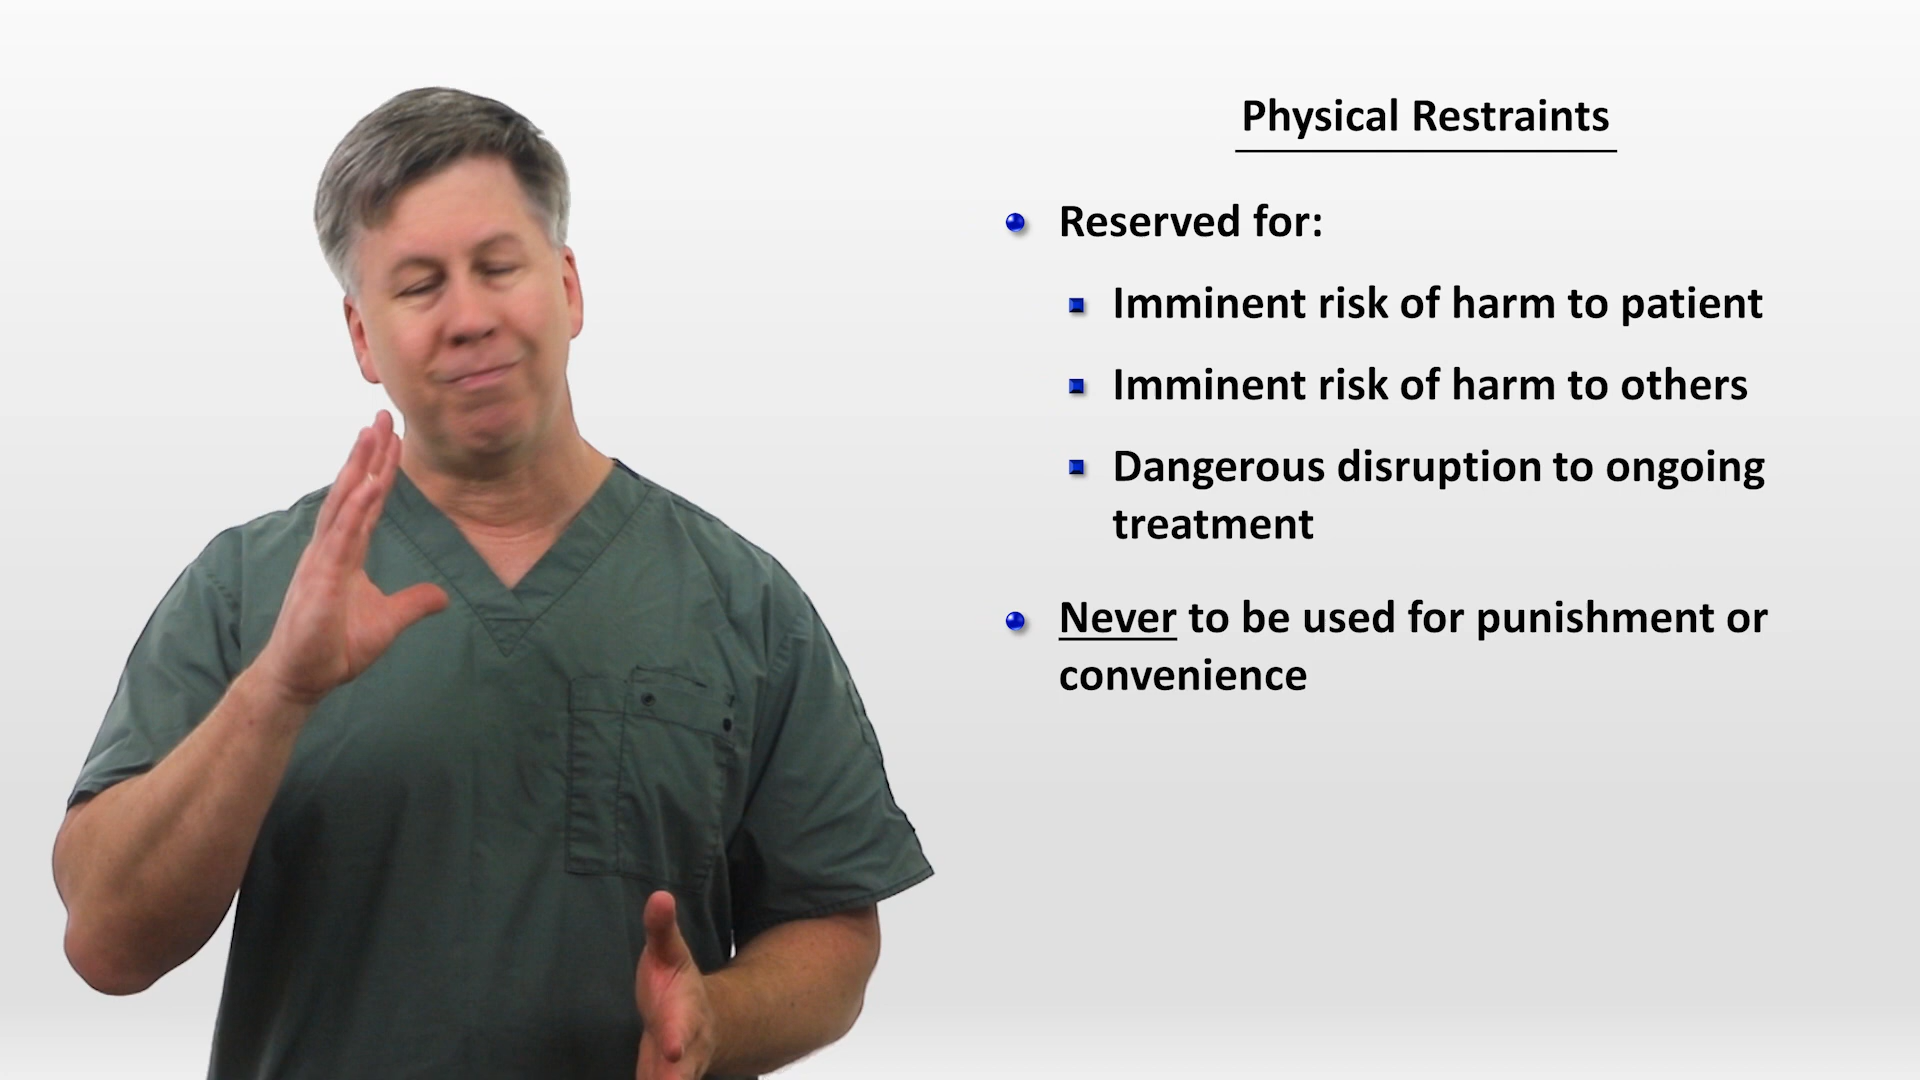 Physical Restraints
Reserved for:
Imminent risk of harm to patient
Imminent risk of harm to others
Dangerous disruption to ongoing
treatment
Never to be used for punishment or
convenience